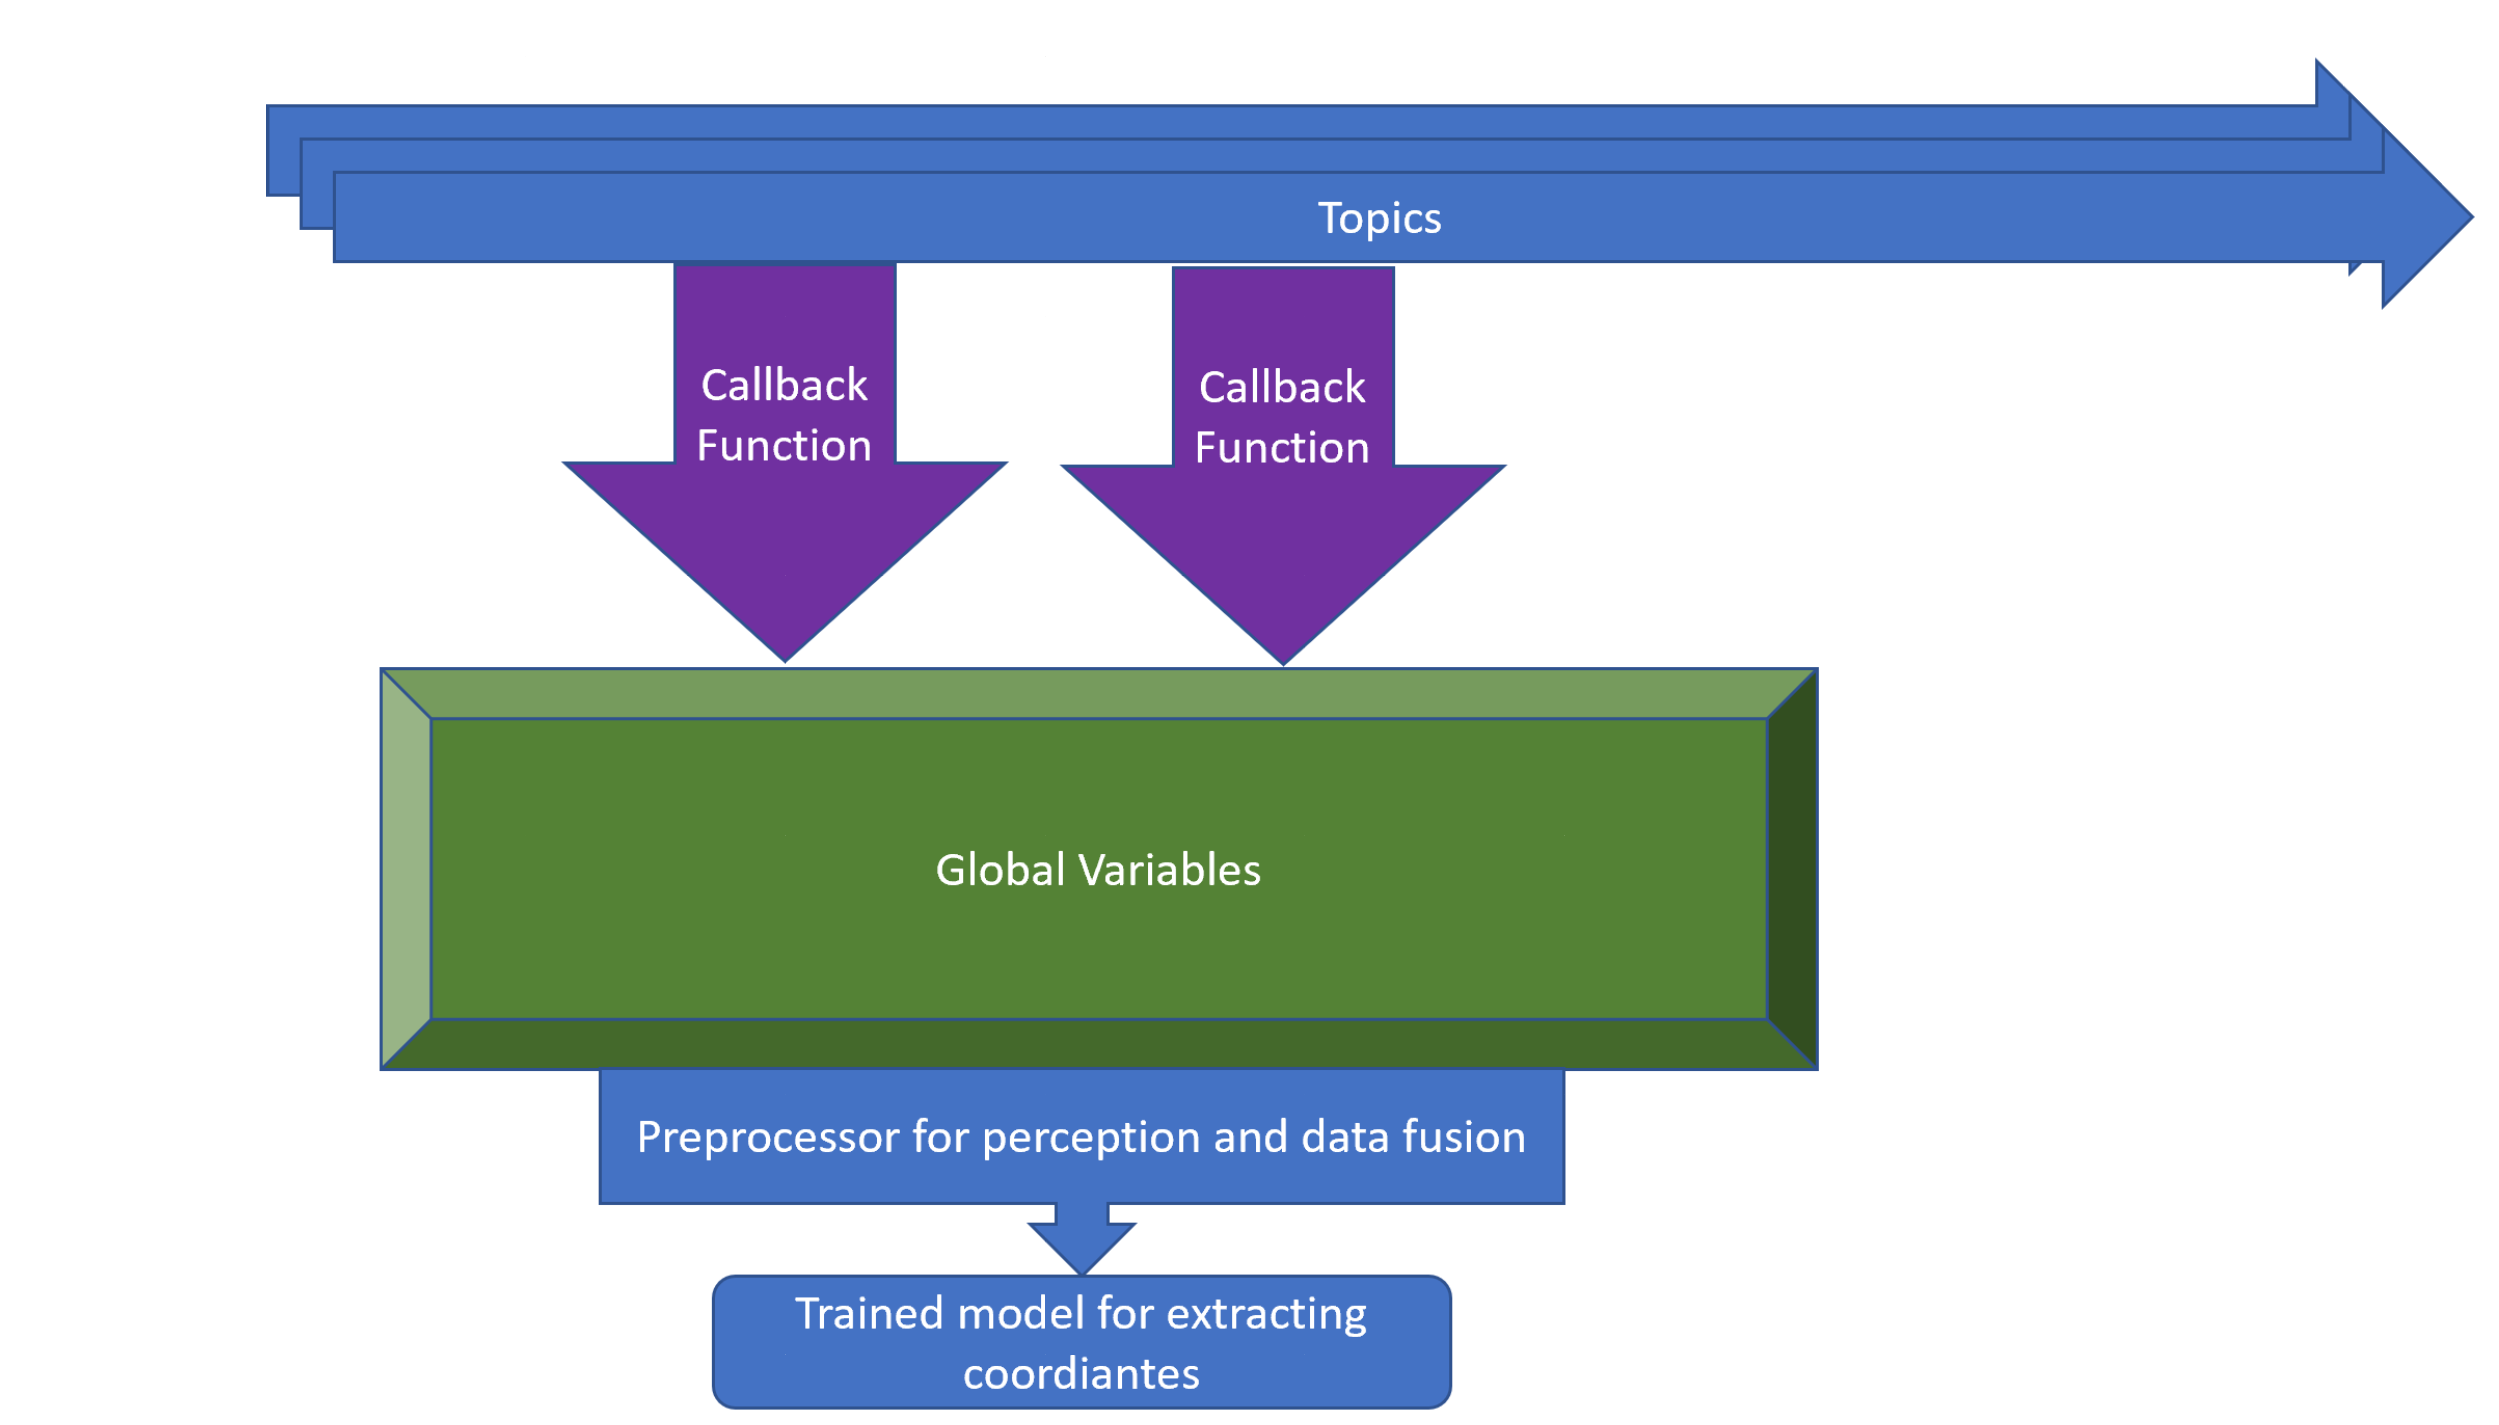 Topics
Callback
Function
Callback
Function
Global Variables
Preprocessor for perception and data fusion
Trained model for extracting
coordiantes